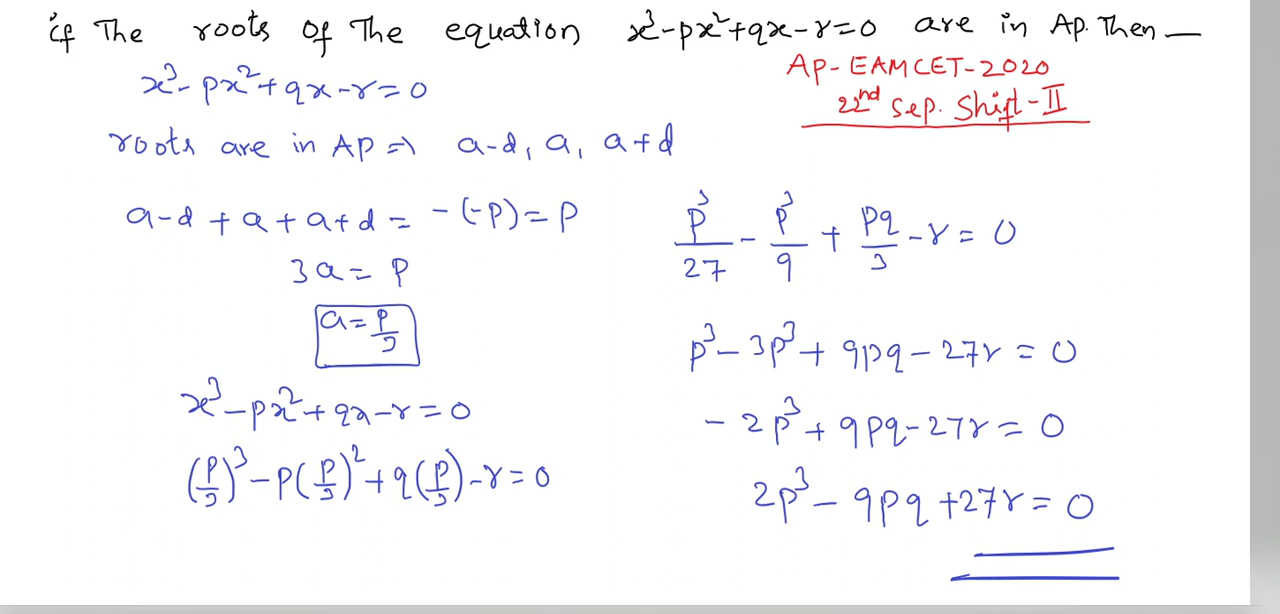 if The roots of The equation x³-px²+qx-r=0 are in Ap. Then —
Ap-EAMCET-2020
22nd Sep. Shift-II
x³-px²+qx-r=0
roots are in AP ⇒ a-d, a, a+d
a-d+a+a+d = -(-P) = P
3a = P
a = P/3
x³-px²+qx-r=0
(P/3)³-P(P/3)²+q(P/3)-r=0
P³/27 - P³/9 + Pq/3 - r = 0
p³-3p³+9pq-27r = 0
-2p³+9pq-27r = 0
2p³-9pq+27r = 0